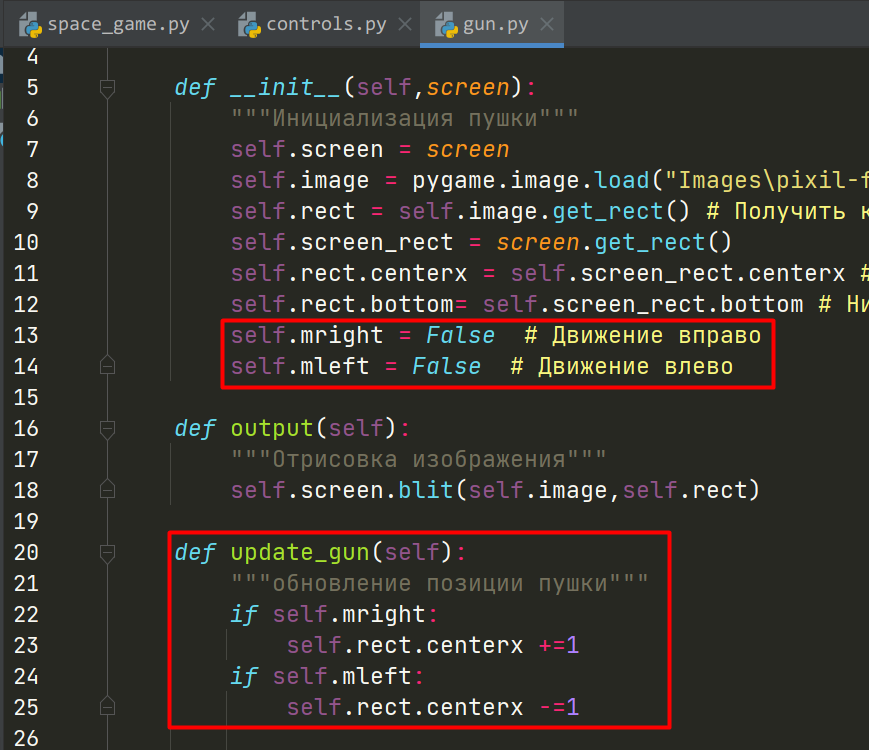 space_game.py controls.py gun.py
4
5 def __init__(self,screen):
6 """Инициализация пушки"""
7 self.screen = screen
8 self.image = pygame.image.load("Images\pixil-f
9 self.rect = self.image.get_rect() # Получить к
10 self.screen_rect = screen.get_rect()
11 self.rect.centerx = self.screen_rect.centerx #
12 self.rect.bottom= self.screen_rect.bottom # Ни
13 self.mright = False # Движение вправо
14 self.mleft = False # Движение влево
15
16 def output(self):
17 """Отрисовка изображения"""
18 self.screen.blit(self.image,self.rect)
19
20 def update_gun(self):
21 """обновление позиции пушки"""
22 if self.mright:
23 self.rect.centerx +=1
24 if self.mleft:
25 self.rect.centerx -=1
26